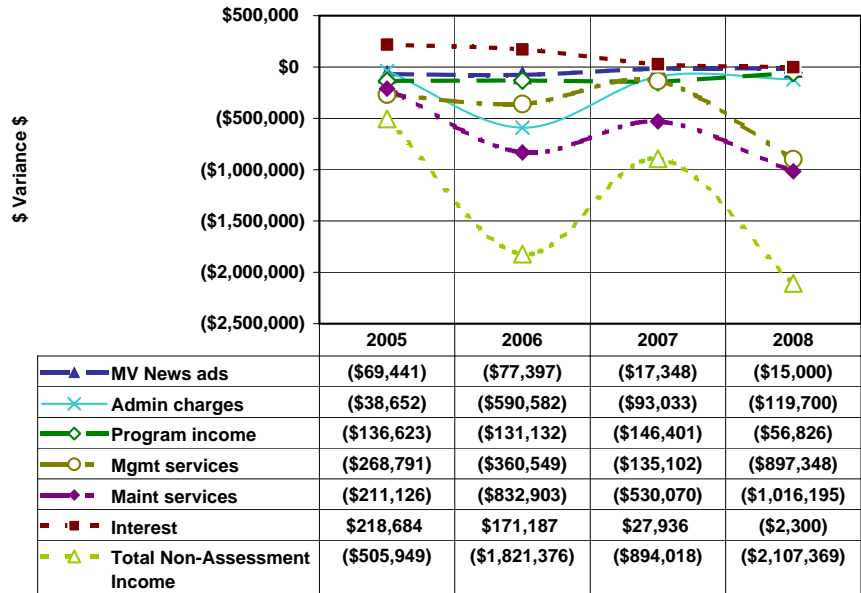 $500,000
$0
($500,000)
($1,000,000)
($1,500,000)
($2,000,000)
($2,500,000)
$ Variance $
2005 2006 2007 2008
MV News ads ($69,441) ($77,397) ($17,348) ($15,000)
Admin charges ($38,652) ($590,582) ($93,033) ($119,700)
Program income ($136,623) ($131,132) ($146,401) ($56,826)
Mgmt services ($268,791) ($360,549) ($135,102) ($897,348)
Maint services ($211,126) ($832,903) ($530,070) ($1,016,195)
Interest $218,684 $171,187 $27,936 ($2,300)
Total Non-Assessment ($505,949) ($1,821,376) ($894,018) ($2,107,369)
Income